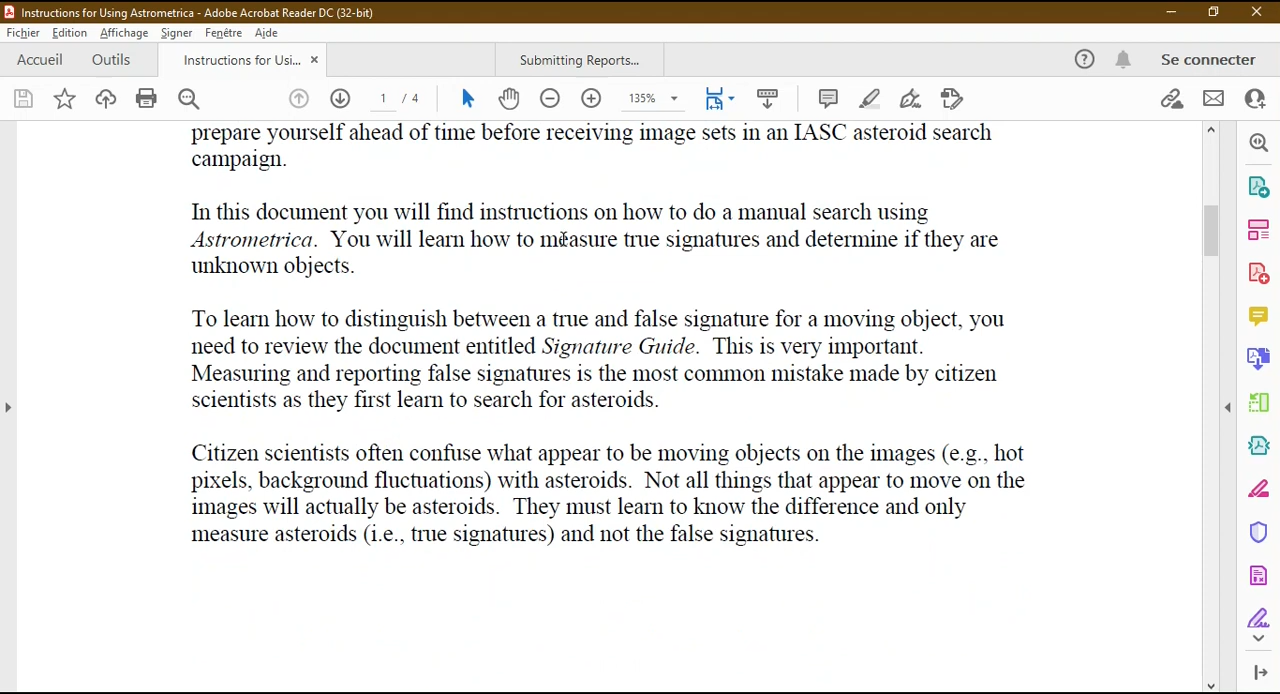 Instructions for Using Astrometrica - Adobe Acrobat Reader DC (32-bit)
Fichier Edition Affichage Signer Fenêtre Aide
Accueil Outils Instructions for Usi... × Submitting Reports... Se connecter
1 / 4 135%
prepare yourself ahead of time before receiving image sets in an IASC asteroid search
campaign.
In this document you will find instructions on how to do a manual search using
Astrometrica. You will learn how to measure true signatures and determine if they are
unknown objects.
To learn how to distinguish between a true and false signature for a moving object, you
need to review the document entitled Signature Guide. This is very important.
Measuring and reporting false signatures is the most common mistake made by citizen
scientists as they first learn to search for asteroids.
Citizen scientists often confuse what appear to be moving objects on the images (e.g., hot
pixels, background fluctuations) with asteroids. Not all things that appear to move on the
images will actually be asteroids. They must learn to know the difference and only
measure asteroids (i.e., true signatures) and not the false signatures.